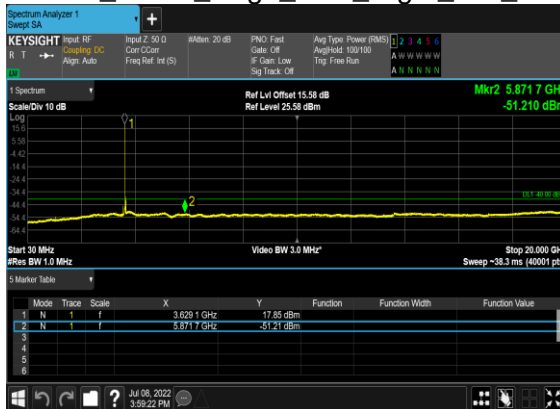 Spectrum Analyzer 1
Swept SA
KEYSIGHT Input: RF Input Z: 50 Ω #Atten: 20 dB PNO: Fast Avg Type: Power (RMS) 1 2 3 4 5 6
R T Coupling: DC Corr CCorr Gate: Off Avg|Hold: 100/100 A W W W W W
Align: Auto Freq Ref: Int (S) IF Gain: Low Trig: Free Run
Sig Track: Off A N N N N N
LXI
1 Spectrum Ref Lvl Offset 15.58 dB Mkr2 5.871 7 GH
Scale/Div 10 dB Ref Level 25.58 dBm -51.210 dBr
Log
15.6 1
5.58
-4.42
-14.4
-24.4
-34.4
2
-44.4
-54.4
-64.4
Start 30 MHz Video BW 3.0 MHz* Stop 20.000 GH
#Res BW 1.0 MHz Sweep ~38.3 ms (40001 pt
5 Marker Table
Mode Trace Scale X Y Function Function Width Function Value
1 N 1 f 3.629 1 GHz 17.85 dBm
2 N 1 f 5.871 7 GHz -51.21 dBm
3
4
5
6
? Jul 08, 2022
3:59:22 PM